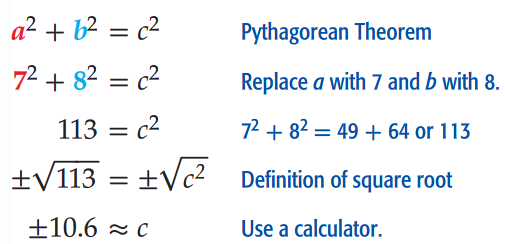 a² + b² = c² Pythagorean Theorem
7² + 8² = c² Replace a with 7 and b with 8.
113 = c² 7² + 8² = 49 + 64 or 113
±√113 = ±√c² Definition of square root
±10.6 ≈ c Use a calculator.